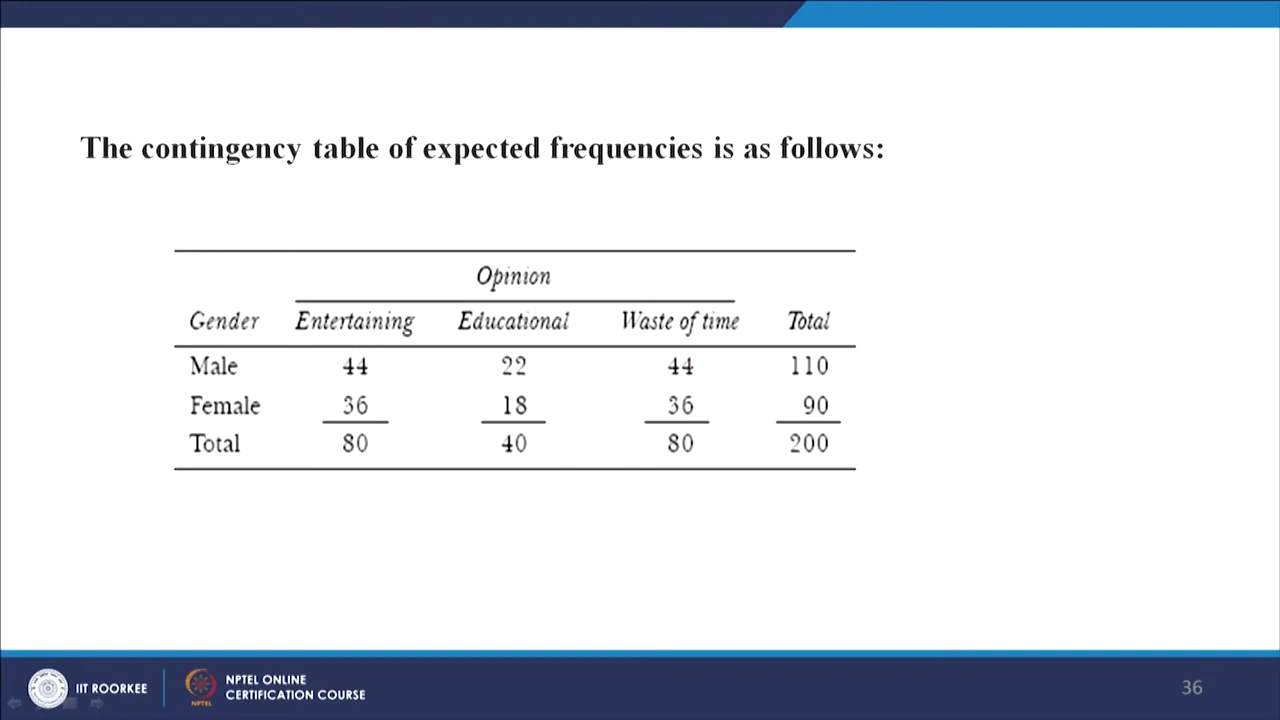 The contingency table of expected frequencies is as follows:
Opinion
Gender Entertaining Educational Waste of time Total
Male 44 22 44 110
Female 36 18 36 90
Total 80 40 80 200
IIT ROORKEE
NPTEL ONLINE
CERTIFICATION COURSE
NPTEL
36